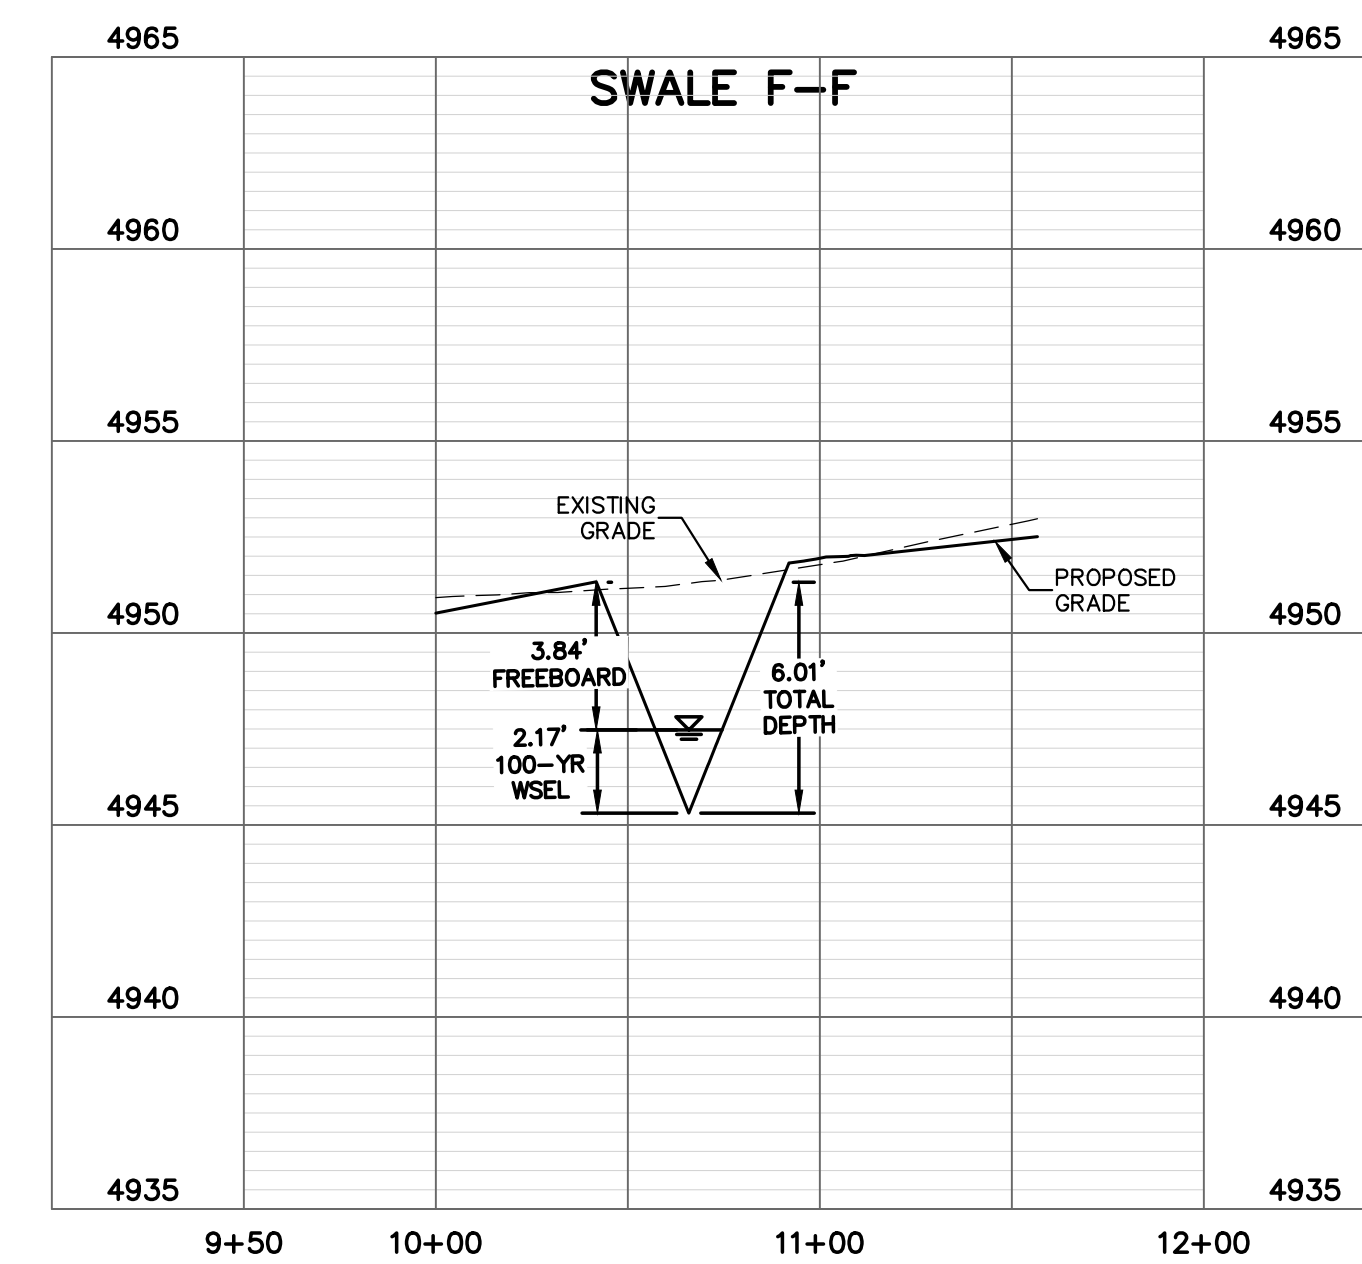 4965 4965
SWALE F-F
4960 4960
4955 4955
EXISTING
GRADE
PROPOSED
GRADE
4950 4950
3.84'
FREEBOARD
6.01'
TOTAL
DEPTH
2.17'
100-YR
WSEL
4945 4945
4940 4940
4935 4935
9+50 10+00 11+00 12+00